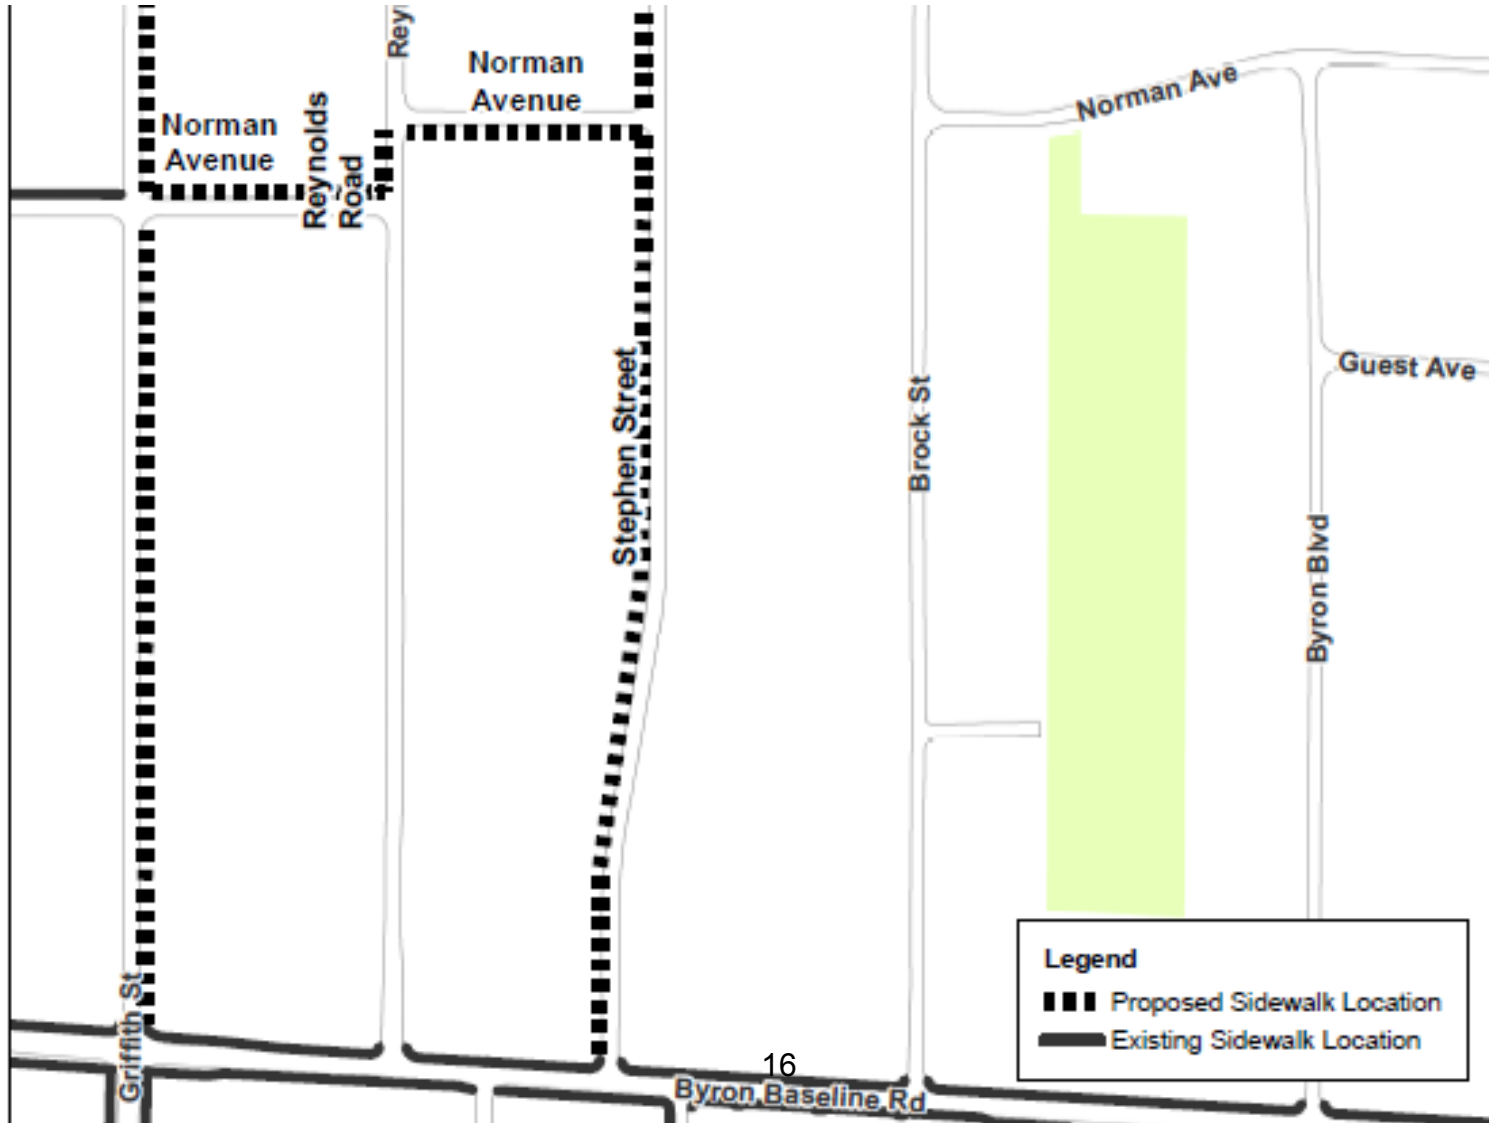 Rey
Norman
Avenue
Norman
Avenue
Reynolds
Road
Norman Ave
Guest Ave
Stephen Street
Brock St
Byron Blvd
Griffith St
Legend
Proposed Sidewalk Location
Existing Sidewalk Location
16
Byron Baseline Rd